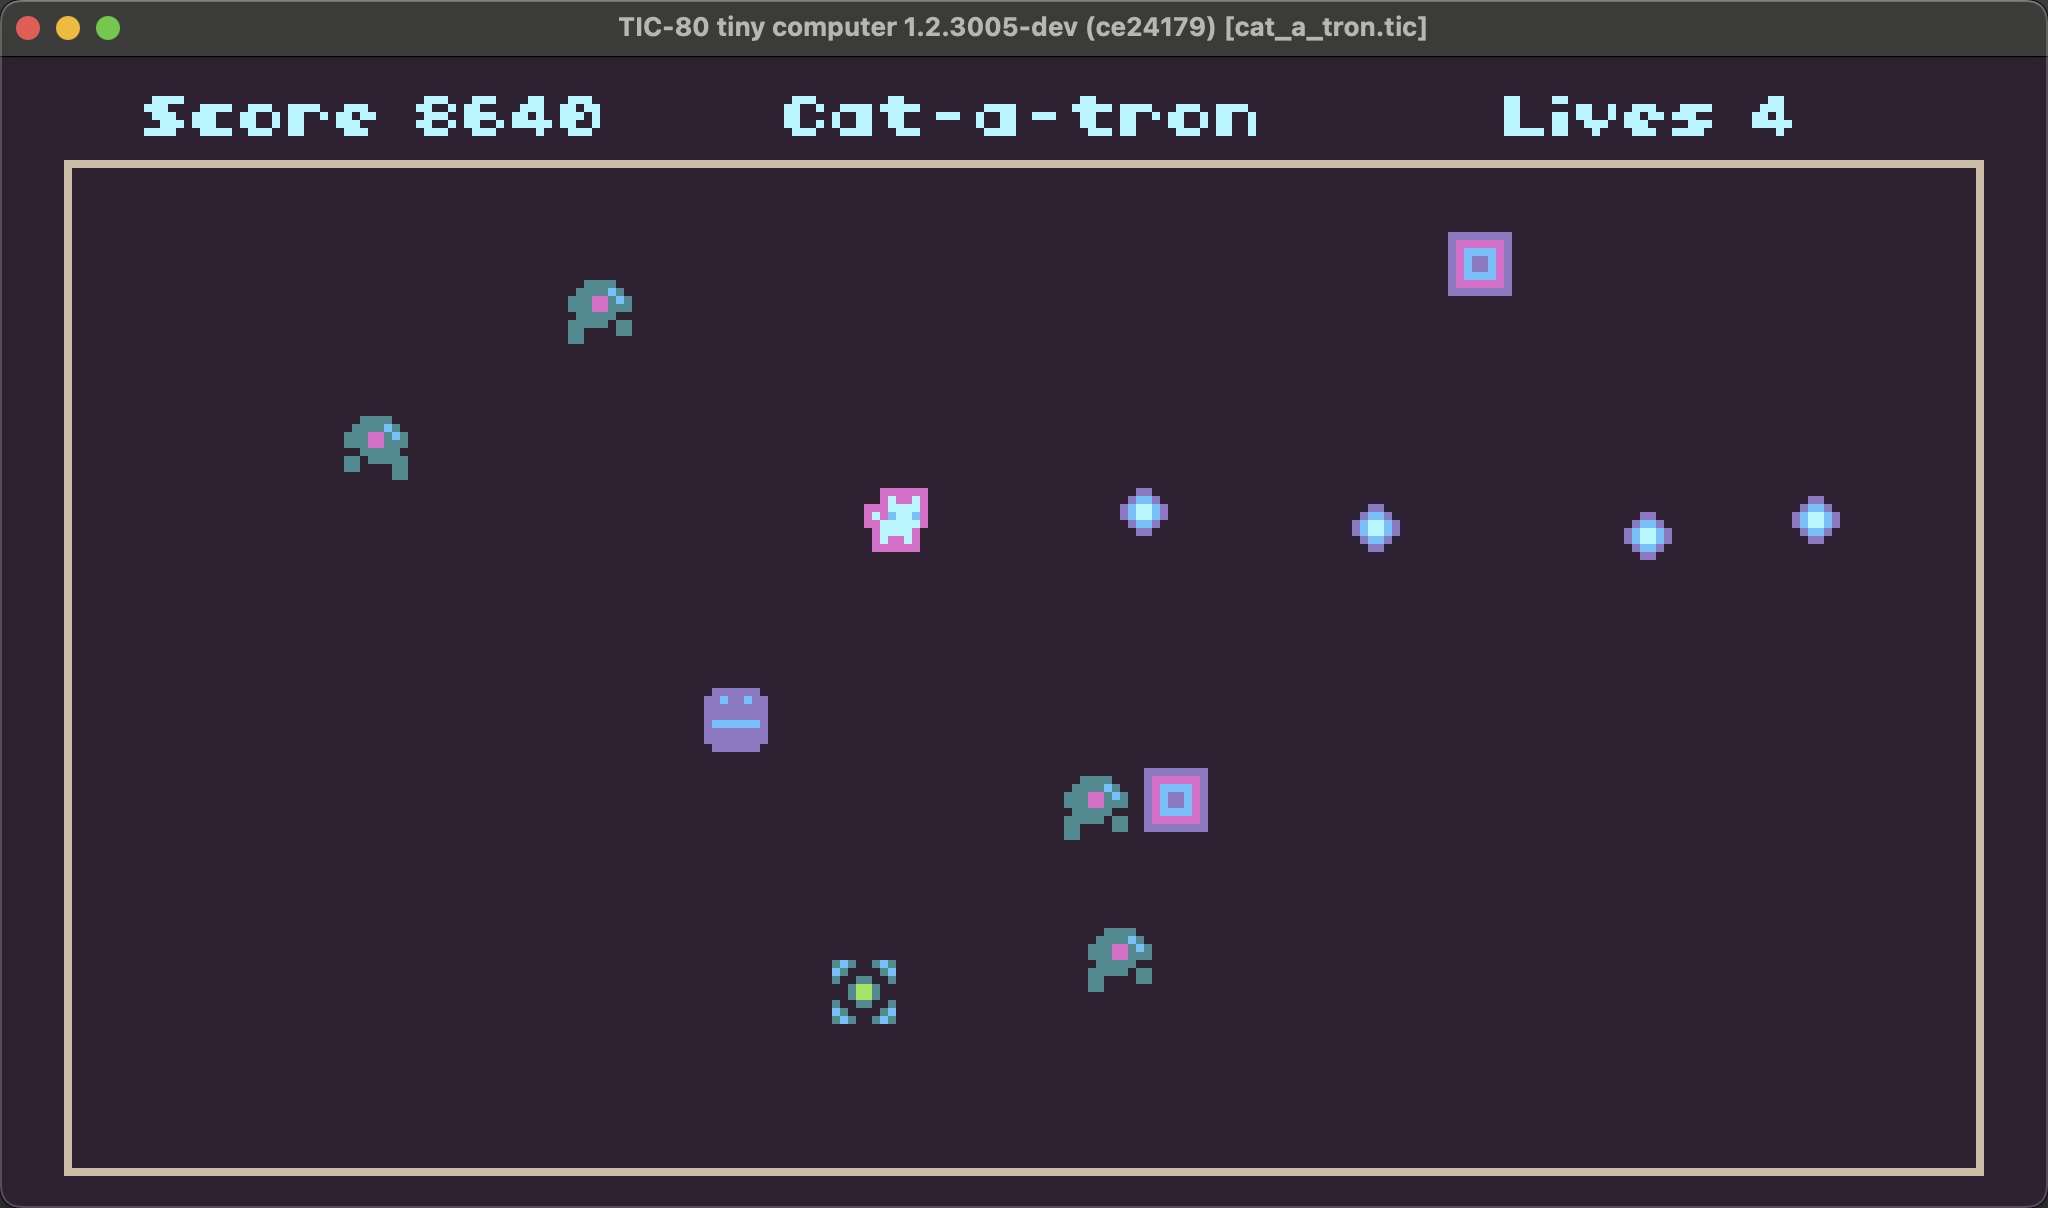 TIC-80 tiny computer 1.2.3005-dev (ce24179) [cat_a_tron.tic]
Score 8640 Cat-a-tron Lives 4